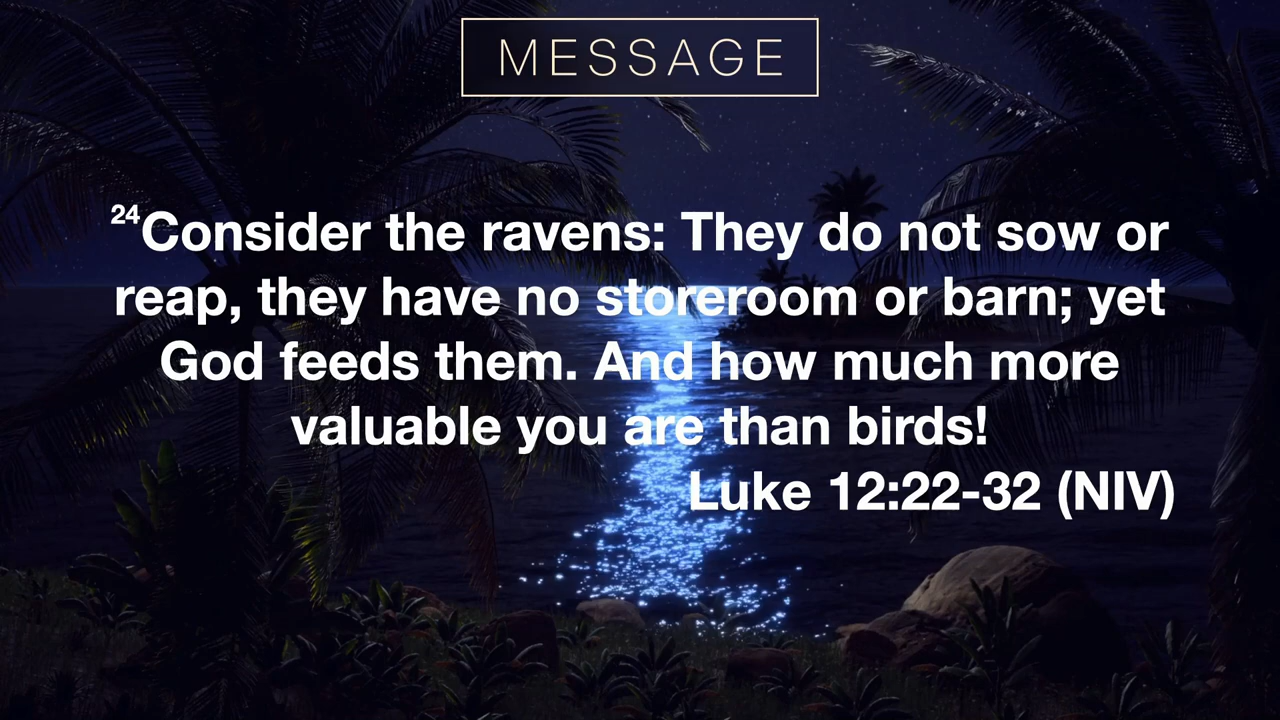 MESSAGE
24Consider the ravens: They do not sow or
reap, they have no storeroom or barn; yet
God feeds them. And how much more
valuable you are than birds!
Luke 12:22-32 (NIV)